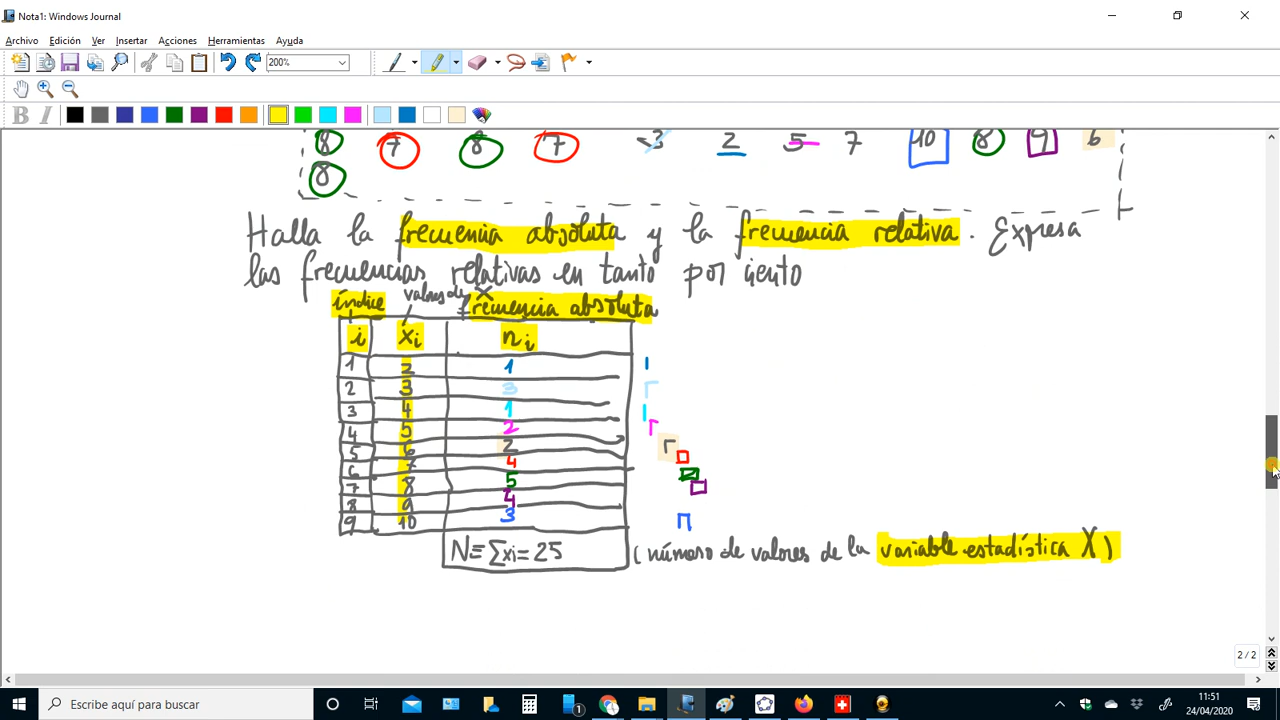 Nota1: Windows Journal
Archivo Edición Ver Insertar Acciones Herramientas Ayuda
200%
B I
8 7 8 7 3 2 5 7 10 8 9 6
8
Halla la frecuencia absoluta y la frecuencia relativa. Expresa
las frecuencias relativas en tanto por ciento
índice valores de X frecuencia absoluta
i xi ni
1 2 1
2 3 3
3 4 1
4 5 2
5 6 2
6 7 4
7 8 5
8 9 4
9 10 3
N = ∑xi = 25 (número de valores de la variable estadística X)
2 / 2
Escribe aquí para buscar
1
11:51
24/04/2020